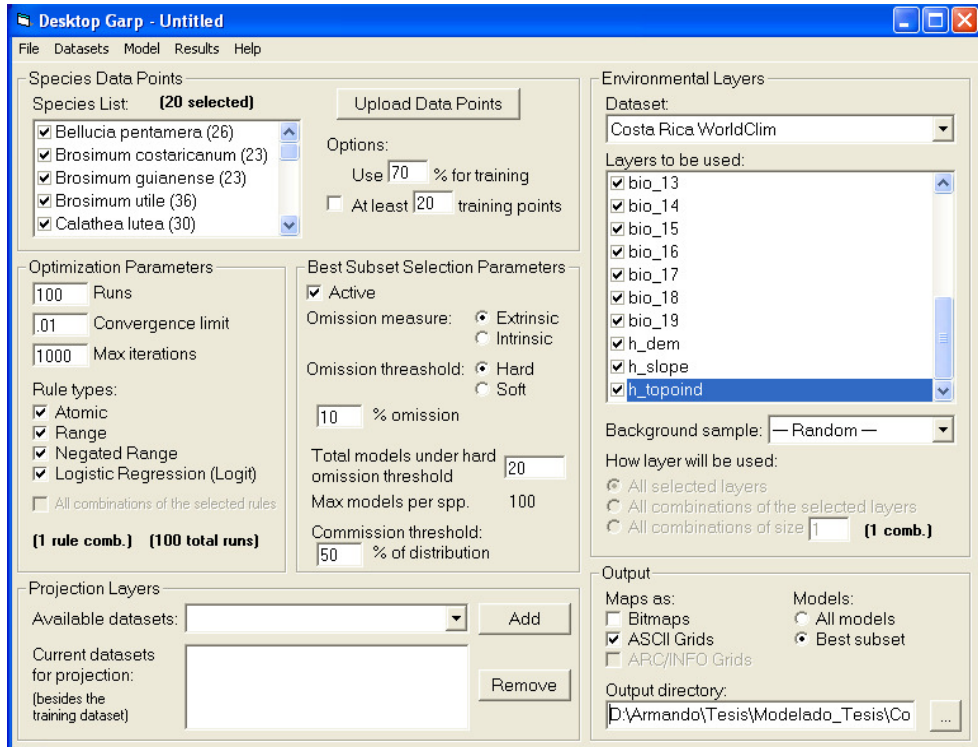 Desktop Garp - Untitled
File Datasets Model Results Help
Species Data Points
Species List: (20 selected)
Bellucia pentamera (26)
Brosimum costaricanum (23)
Brosimum guianense (23)
Brosimum utile (36)
Calathea lutea (30)
Upload Data Points
Options:
Use 70 % for training
At least 20 training points
Environmental Layers
Dataset:
Costa Rica WorldClim
Layers to be used:
bio_13
bio_14
bio_15
bio_16
bio_17
bio_18
bio_19
h_dem
h_slope
h_topoind
Background sample: — Random —
How layer will be used:
All selected layers
All combinations of the selected layers
All combinations of size 1 (1 comb.)
Optimization Parameters
100 Runs
.01 Convergence limit
1000 Max iterations
Rule types:
Atomic
Range
Negated Range
Logistic Regression (Logit)
All combinations of the selected rules
(1 rule comb.) (100 total runs)
Best Subset Selection Parameters
Active
Omission measure: Extrinsic
Intrinsic
Omission threashold: Hard
Soft
10 % omission
Total models under hard
omission threshold 20
Max models per spp. 100
Commission threshold:
50 % of distribution
Projection Layers
Available datasets: Add
Current datasets
for projection:
(besides the
training dataset)
Remove
Output
Maps as: Models:
Bitmaps All models
ASCII Grids Best subset
ARC/INFO Grids
Output directory:
D:\Armando\Tesis\Modelado_Tesis\Co ...